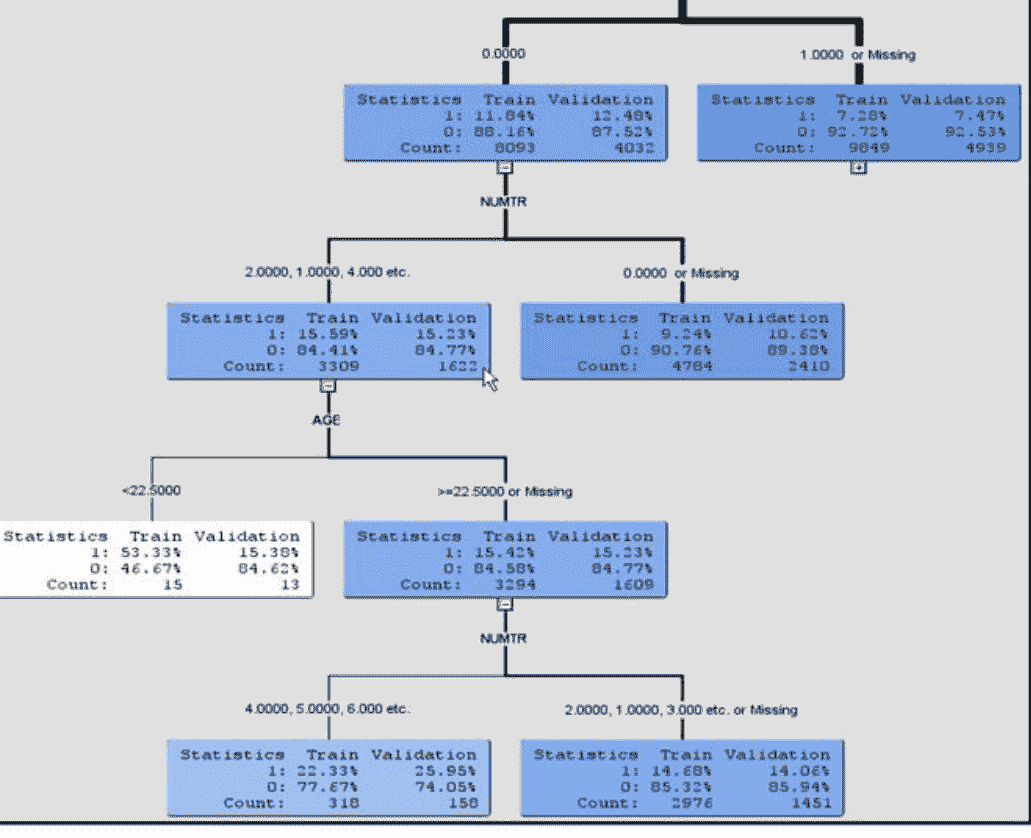 0.0000
1.0000 or Missing
Statistics Train Validation
1: 11.84% 12.48%
0: 88.16% 87.52%
Count: 8093 4032
Statistics Train Validation
1: 7.28% 7.47%
0: 92.72% 92.53%
Count: 9849 4939
NUMTR
2.0000, 1.0000, 4.000 etc.
0.0000 or Missing
Statistics Train Validation
1: 15.59% 15.23%
0: 84.41% 84.77%
Count: 3309 1622
Statistics Train Validation
1: 9.24% 10.62%
0: 90.76% 89.38%
Count: 4784 2410
AGE
<22.5000
>=22.5000 or Missing
Statistics Train Validation
1: 53.33% 15.38%
0: 46.67% 84.62%
Count: 15 13
Statistics Train Validation
1: 15.42% 15.23%
0: 84.58% 84.77%
Count: 3294 1609
NUMTR
4.0000, 5.0000, 6.000 etc.
2.0000, 1.0000, 3.000 etc. or Missing
Statistics Train Validation
1: 22.33% 25.95%
0: 77.67% 74.05%
Count: 318 158
Statistics Train Validation
1: 14.68% 14.06%
0: 85.32% 85.94%
Count: 2976 1451